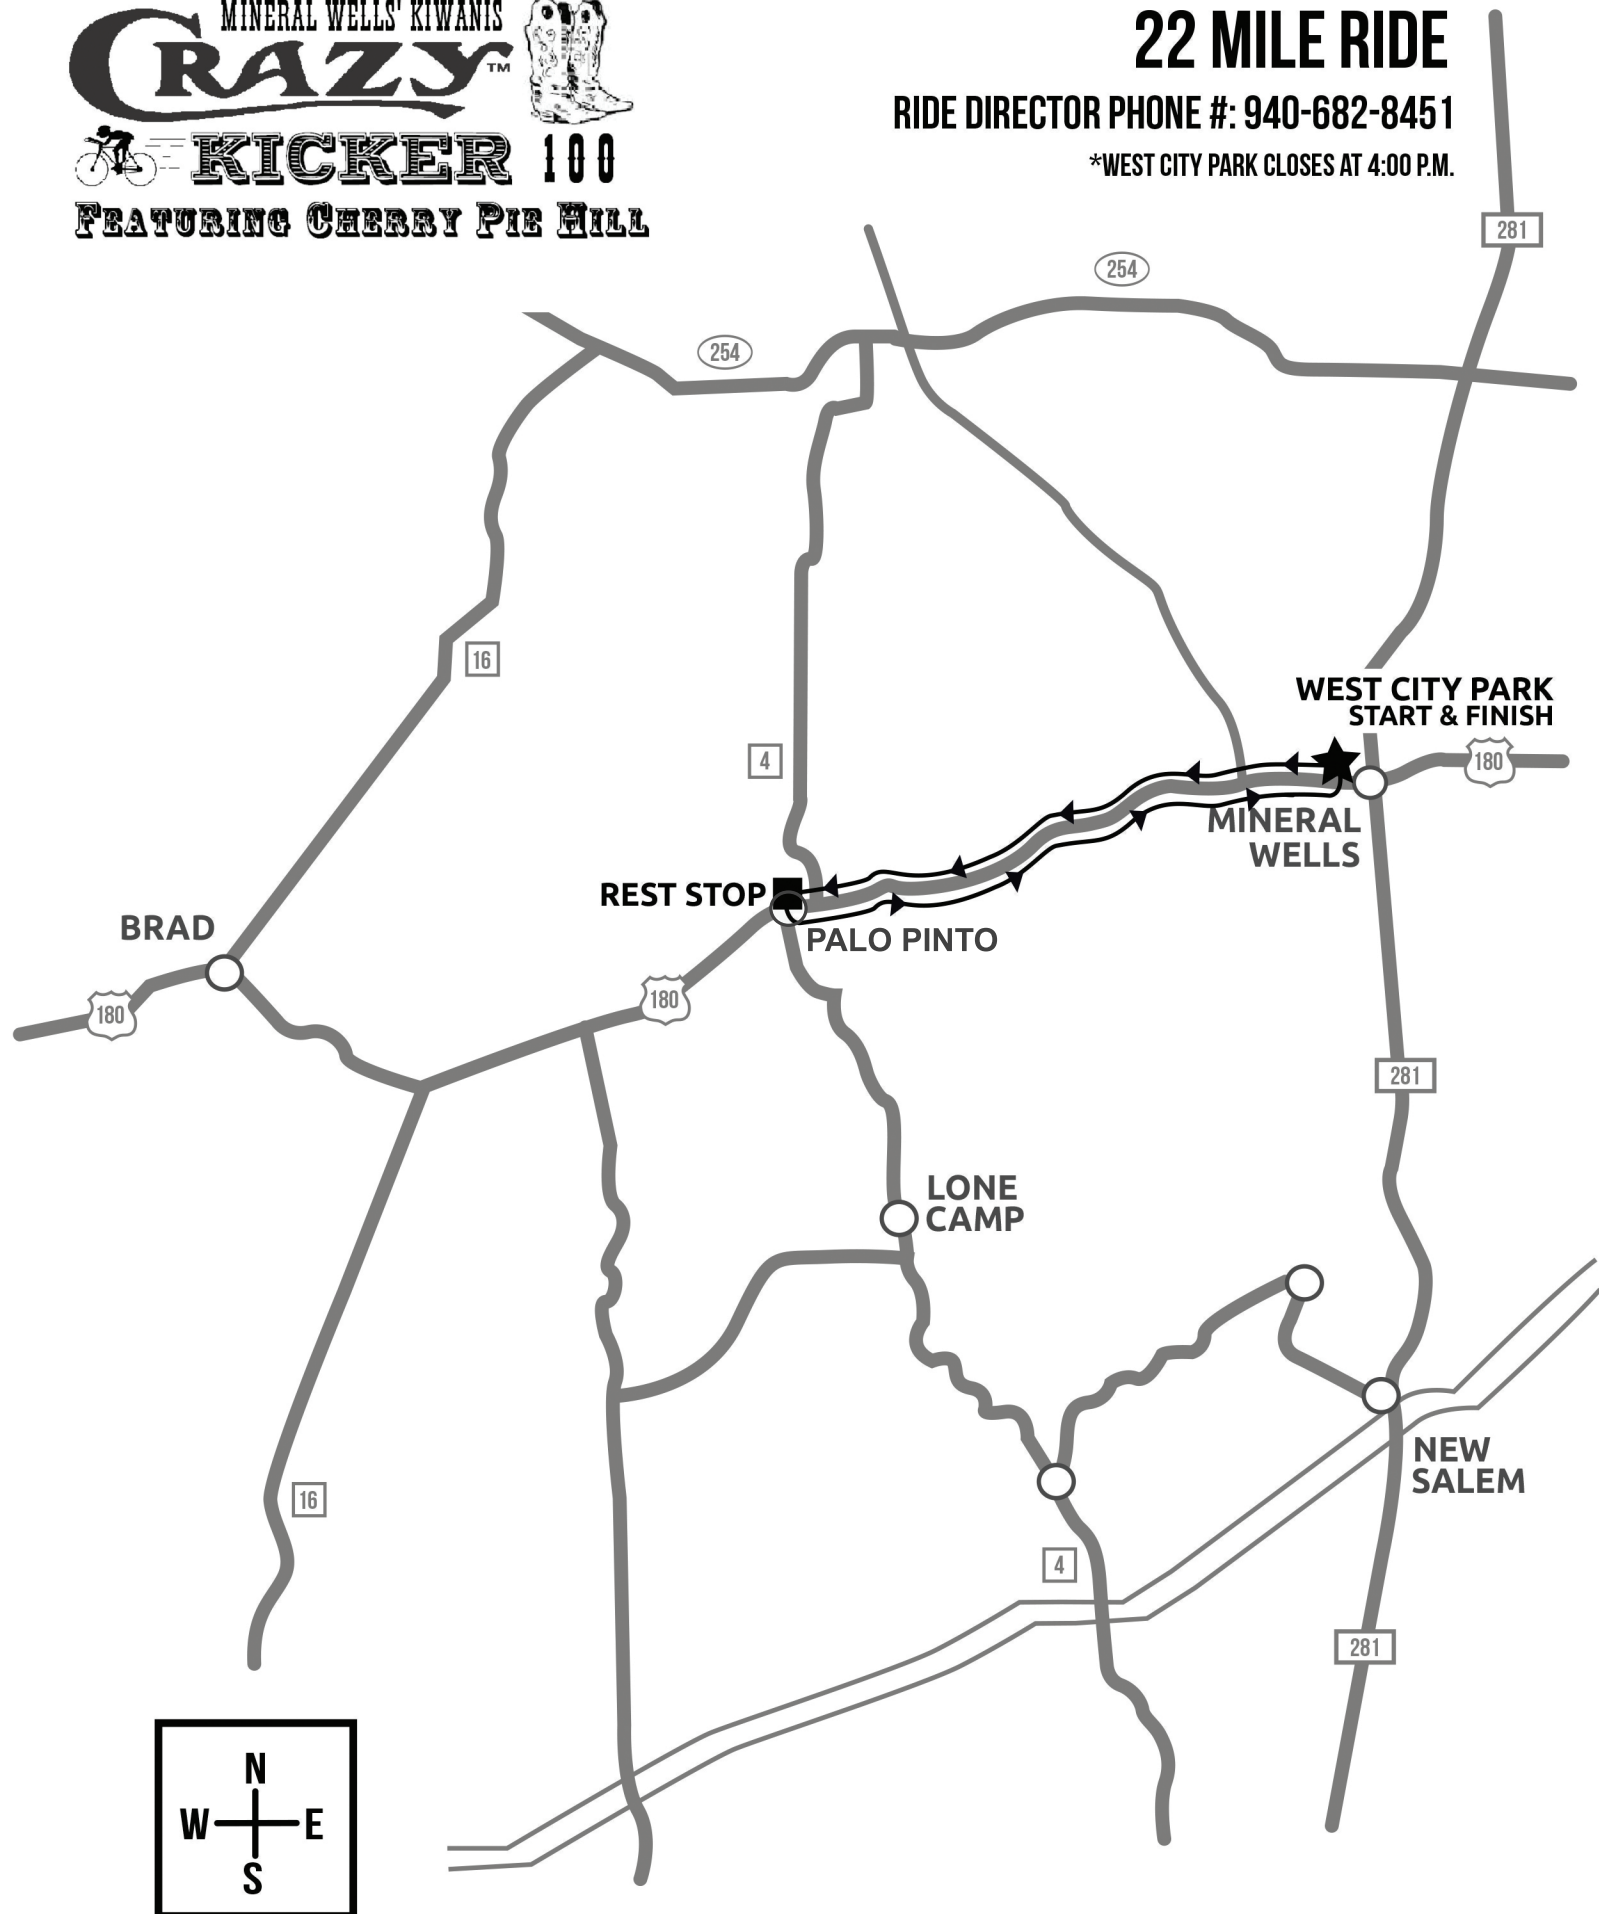 MINERAL WELLS' KIWANIS
CRAZY™
KICKER 100
FEATURING CHERRY PIE HILL
22 MILE RIDE
RIDE DIRECTOR PHONE #: 940-682-8451
*WEST CITY PARK CLOSES AT 4:00 P.M.
281
254
254
16
WEST CITY PARK
START & FINISH
4
180
MINERAL
WELLS
REST STOP
BRAD
PALO PINTO
180
180
281
LONE
CAMP
NEW
SALEM
16
4
281
N
W E
S